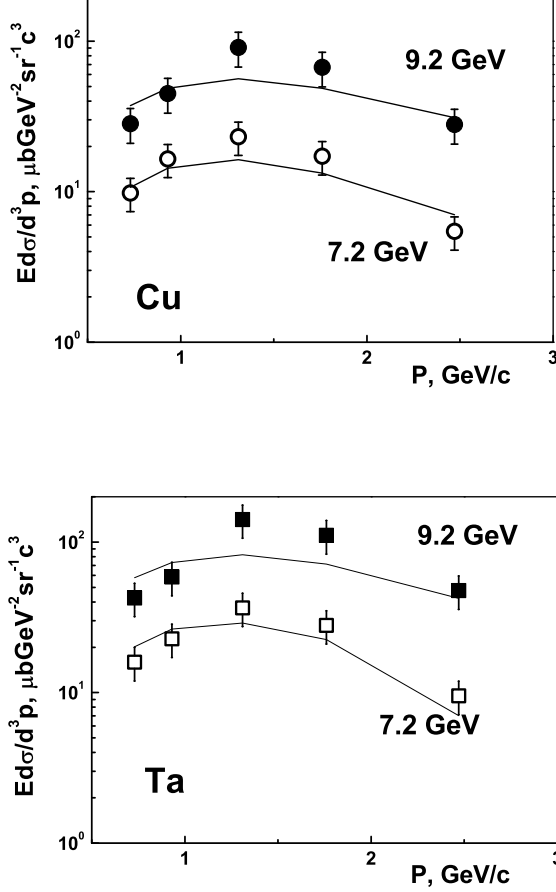 10²
9.2 GeV
Edσ/d³p, μbGeV⁻²sr⁻¹c³
10¹
7.2 GeV
Cu
10⁰
1
2
3
P, GeV/c
9.2 GeV
10²
Edσ/d³p, μbGeV⁻²sr⁻¹c³
10¹
7.2 GeV
Ta
10⁰
1
2
3
P, GeV/c